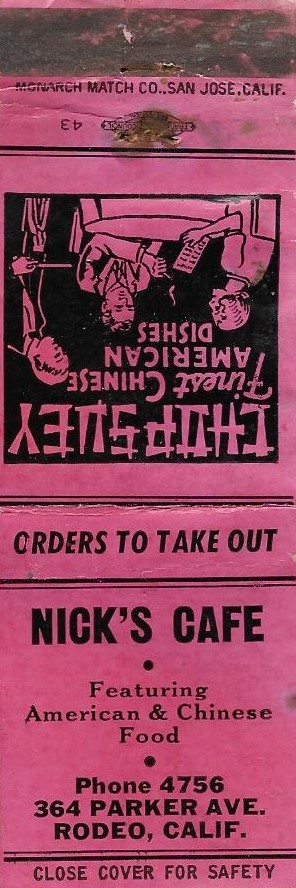 MONARCH MATCH CO., SAN JOSE, CALIF.
43
CHOP SUEY
Finest CHINESE
AMERICAN
DISHES
ORDERS TO TAKE OUT
NICK'S CAFE
•
Featuring
American & Chinese
Food
•
Phone 4756
364 PARKER AVE.
RODEO, CALIF.
CLOSE COVER FOR SAFETY